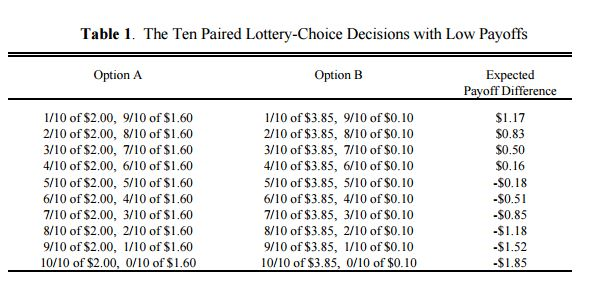 Table 1. The Ten Paired Lottery-Choice Decisions with Low Payoffs
Option A Option B Expected
Payoff Difference
1/10 of $2.00, 9/10 of $1.60 1/10 of $3.85, 9/10 of $0.10 $1.17
2/10 of $2.00, 8/10 of $1.60 2/10 of $3.85, 8/10 of $0.10 $0.83
3/10 of $2.00, 7/10 of $1.60 3/10 of $3.85, 7/10 of $0.10 $0.50
4/10 of $2.00, 6/10 of $1.60 4/10 of $3.85, 6/10 of $0.10 $0.16
5/10 of $2.00, 5/10 of $1.60 5/10 of $3.85, 5/10 of $0.10 -$0.18
6/10 of $2.00, 4/10 of $1.60 6/10 of $3.85, 4/10 of $0.10 -$0.51
7/10 of $2.00, 3/10 of $1.60 7/10 of $3.85, 3/10 of $0.10 -$0.85
8/10 of $2.00, 2/10 of $1.60 8/10 of $3.85, 2/10 of $0.10 -$1.18
9/10 of $2.00, 1/10 of $1.60 9/10 of $3.85, 1/10 of $0.10 -$1.52
10/10 of $2.00, 0/10 of $1.60 10/10 of $3.85, 0/10 of $0.10 -$1.85